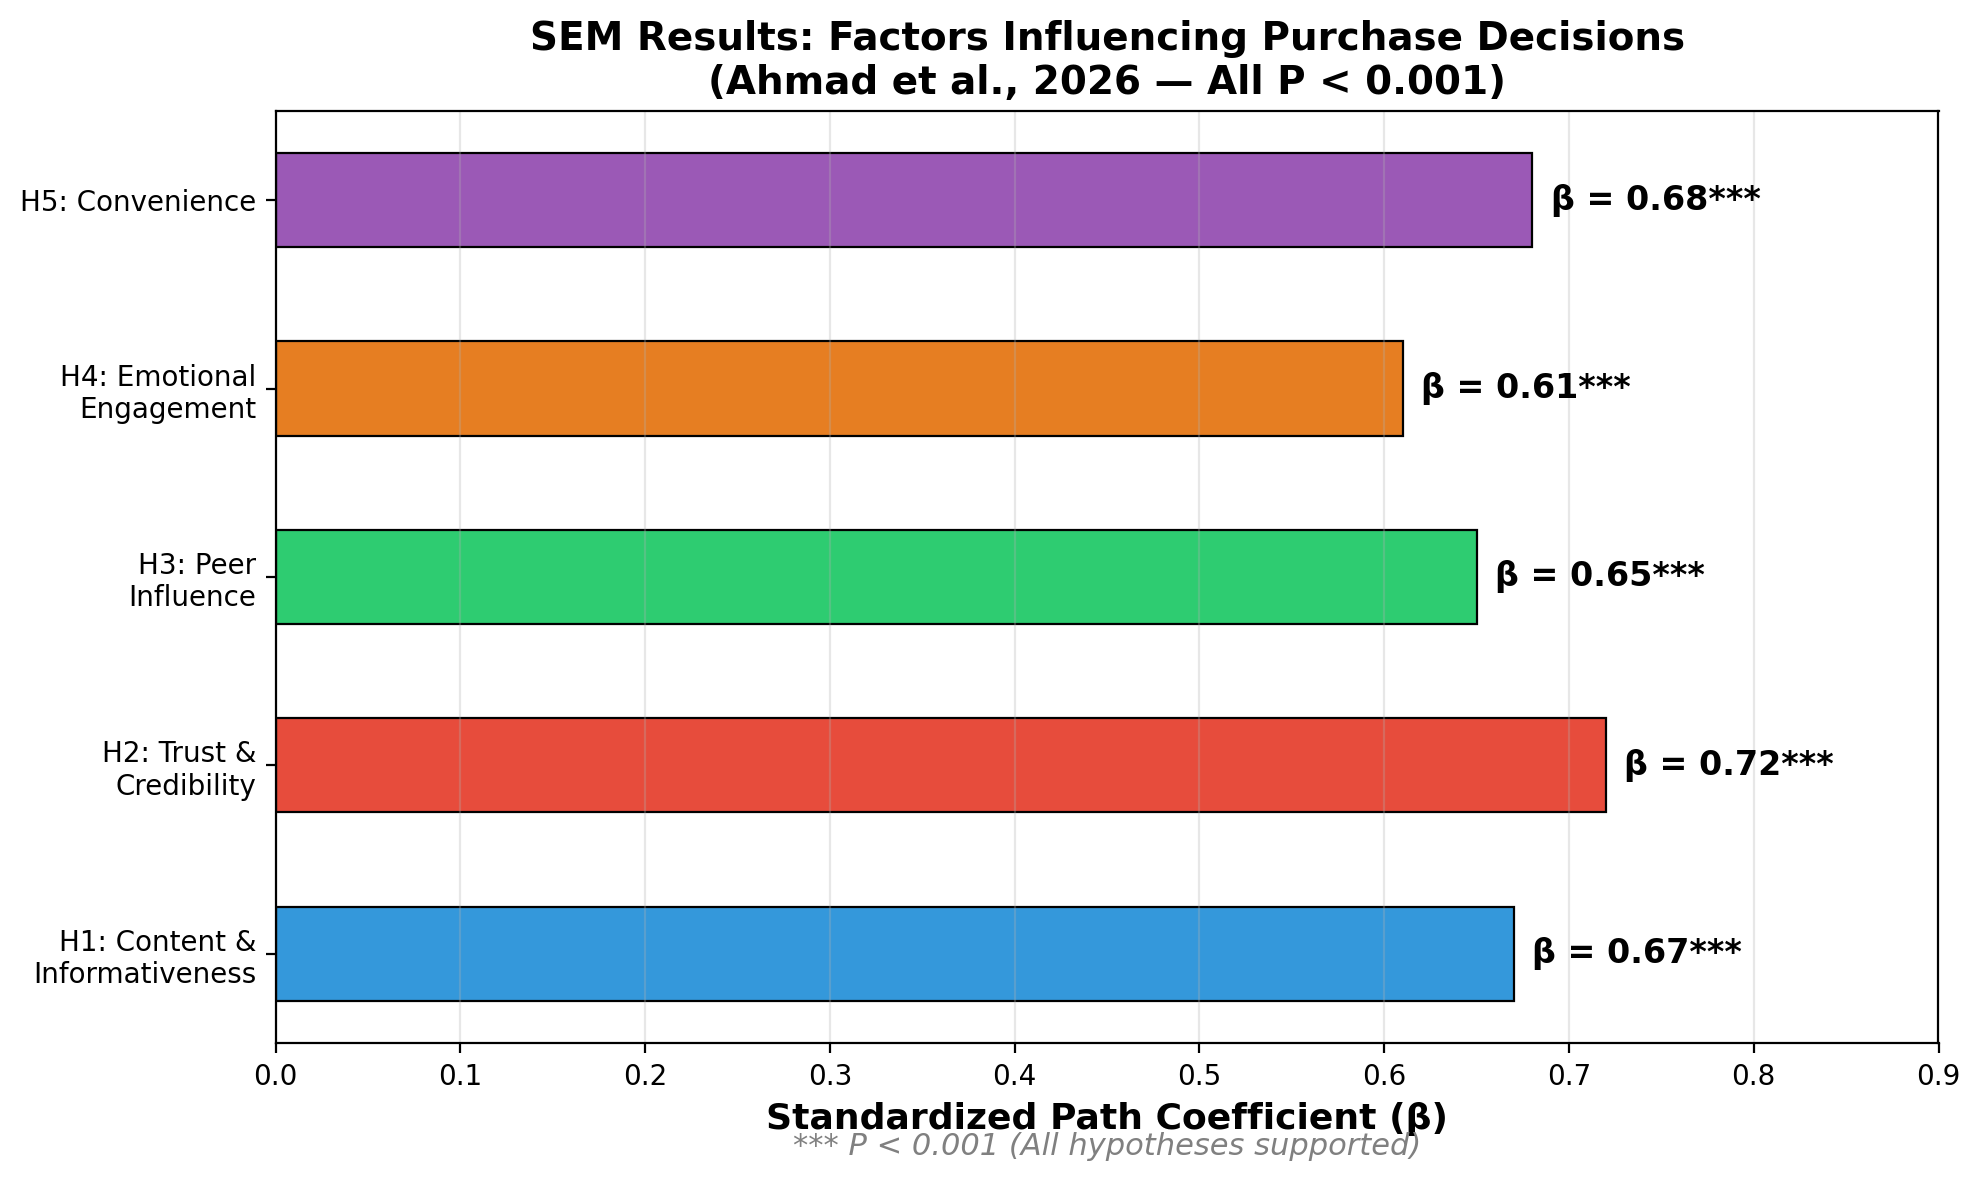 SEM Results: Factors Influencing Purchase Decisions
(Ahmad et al., 2026 — All P < 0.001)
H5: Convenience
β = 0.68***
H4: Emotional
Engagement
β = 0.61***
H3: Peer
Influence
β = 0.65***
H2: Trust &
Credibility
β = 0.72***
H1: Content &
Informativeness
β = 0.67***
0.0 0.1 0.2 0.3 0.4 0.5 0.6 0.7 0.8 0.9
Standardized Path Coefficient (β)
*** P < 0.001 (All hypotheses supported)